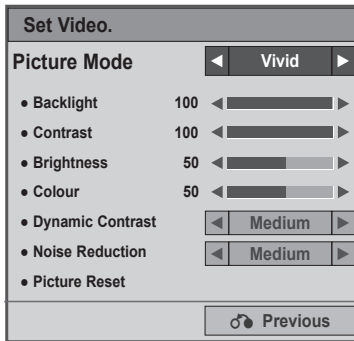 Set Video.
Picture Mode ◀ Vivid ▶
• Backlight 100
• Contrast 100
• Brightness 50
• Colour 50
• Dynamic Contrast ◀ Medium ▶
• Noise Reduction ◀ Medium ▶
• Picture Reset
Previous